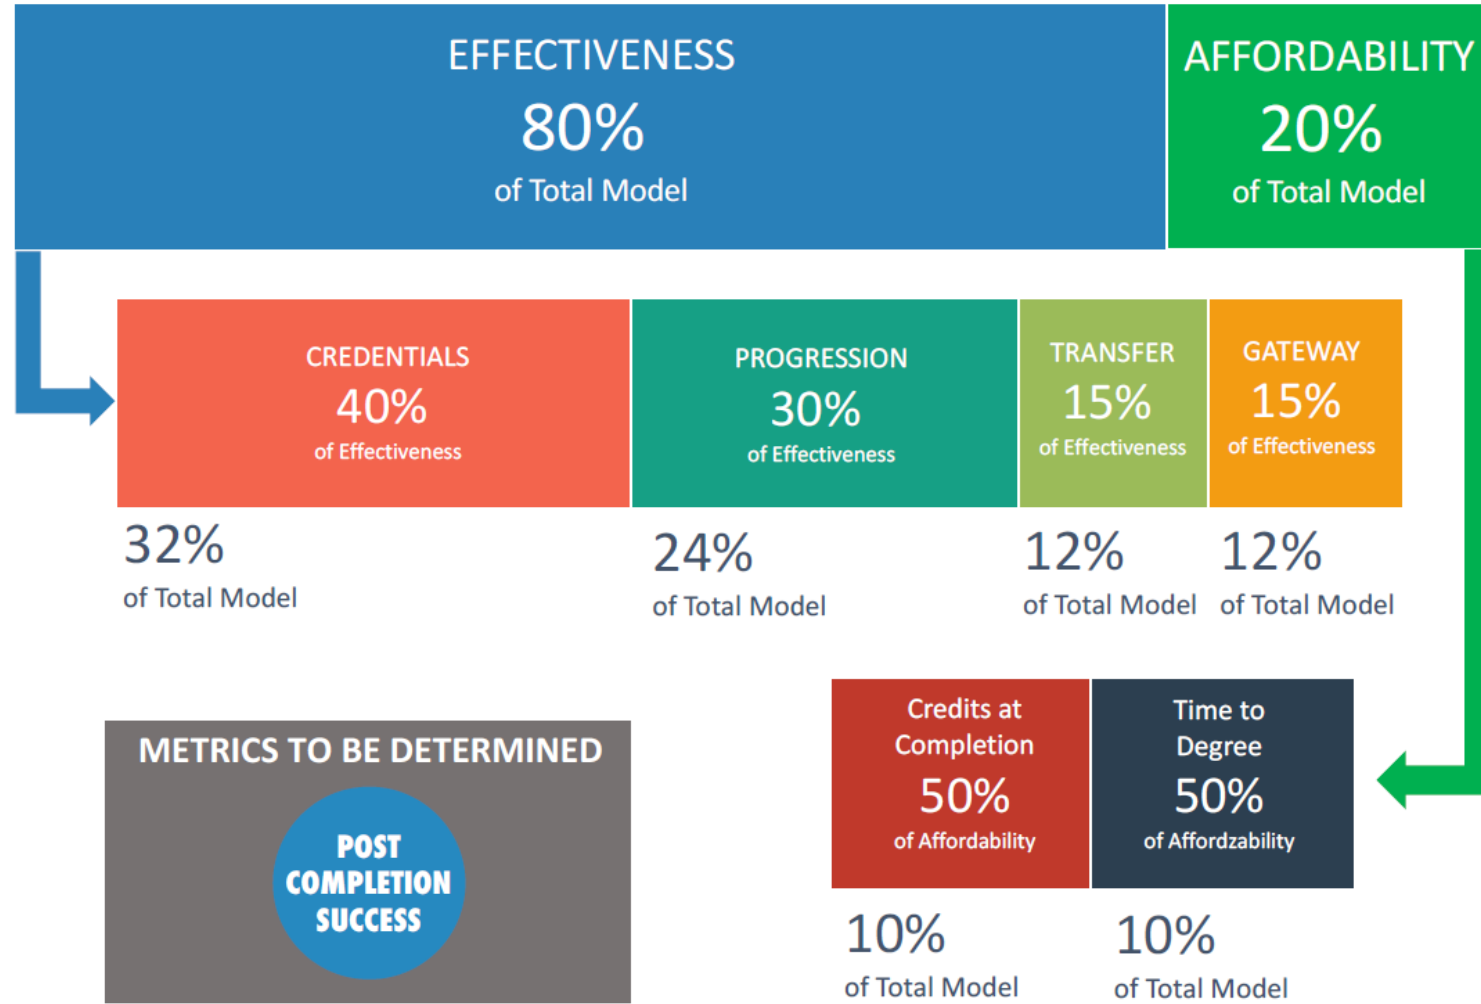 EFFECTIVENESS
80%
of Total Model
AFFORDABILITY
20%
of Total Model
CREDENTIALS
40%
of Effectiveness
PROGRESSION
30%
of Effectiveness
TRANSFER
15%
of Effectiveness
GATEWAY
15%
of Effectiveness
32%
of Total Model
24%
of Total Model
12%
of Total Model
12%
of Total Model
METRICS TO BE DETERMINED
POST
COMPLETION
SUCCESS
Credits at
Completion
50%
of Affordability
Time to
Degree
50%
of Affordzability
10%
of Total Model
10%
of Total Model